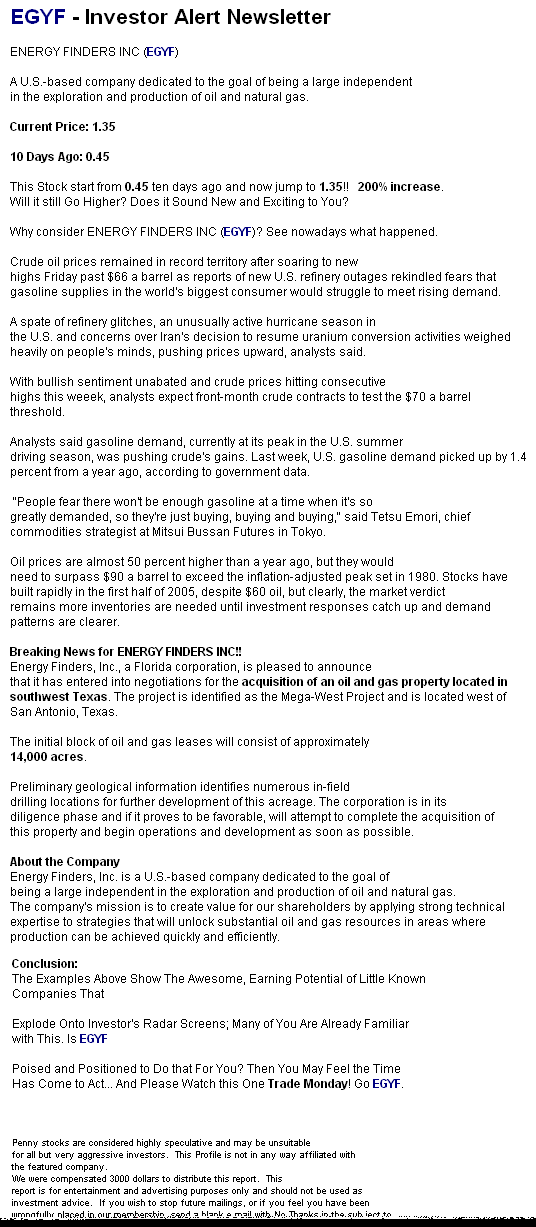 EGYF - Investor Alert Newsletter
ENERGY FINDERS INC (EGYF)
A U.S.-based company dedicated to the goal of being a large independent
in the exploration and production of oil and natural gas.
Current Price: 1.35
10 Days Ago: 0.45
This Stock start from 0.45 ten days ago and now jump to 1.35!! 200% increase.
Will it still Go Higher? Does it Sound New and Exciting to You?
Why consider ENERGY FINDERS INC (EGYF)? See nowadays what happened.
Crude oil prices remained in record territory after soaring to new
highs Friday past $66 a barrel as reports of new U.S. refinery outages rekindled fears that
gasoline supplies in the world's biggest consumer would struggle to meet rising demand.
A spate of refinery glitches, an unusually active hurricane season in
the U.S. and concerns over Iran's decision to resume uranium conversion activities weighed
heavily on people's minds, pushing prices upward, analysts said.
With bullish sentiment unabated and crude prices hitting consecutive
highs this weeek, analysts expect front-month crude contracts to test the $70 a barrel
threshold.
Analysts said gasoline demand, currently at its peak in the U.S. summer
driving season, was pushing crude's gains. Last week, U.S. gasoline demand picked up by 1.4
percent from a year ago, according to government data.
"People fear there won't be enough gasoline at a time when it's so
greatly demanded, so they're just buying, buying and buying," said Tetsu Emori, chief
commodities strategist at Mitsui Bussan Futures in Tokyo.
Oil prices are almost 50 percent higher than a year ago, but they would
need to surpass $90 a barrel to exceed the inflation-adjusted peak set in 1980. Stocks have
built rapidly in the first half of 2005, despite $60 oil, but clearly, the market verdict
remains more inventories are needed until investment responses catch up and demand
patterns are clearer.
Breaking News for ENERGY FINDERS INC!!
Energy Finders, Inc., a Florida corporation, is pleased to announce
that it has entered into negotiations for the acquisition of an oil and gas property located in
southwest Texas. The project is identified as the Mega-West Project and is located west of
San Antonio, Texas.
The initial block of oil and gas leases will consist of approximately
14,000 acres.
Preliminary geological information identifies numerous in-field
drilling locations for further development of this acreage. The corporation is in its
diligence phase and if it proves to be favorable, will attempt to complete the acquisition of
this property and begin operations and development as soon as possible.
About the Company
Energy Finders, Inc. is a U.S.-based company dedicated to the goal of
being a large independent in the exploration and production of oil and natural gas.
The company's mission is to create value for our shareholders by applying strong technical
expertise to strategies that will unlock substantial oil and gas resources in areas where
production can be achieved quickly and efficiently.
Conclusion:
The Examples Above Show The Awesome, Earning Potential of Little Known
Companies That
Explode Onto Investor's Radar Screens; Many of You Are Already Familiar
with This. Is EGYF
Poised and Positioned to Do that For You? Then You May Feel the Time
Has Come to Act... And Please Watch this One Trade Monday! Go EGYF.
Penny stocks are considered highly speculative and may be unsuitable
for all but very aggressive investors. This Profile is not in any way affiliated with
the featured company.
We were compensated 3000 dollars to distribute this report. This
report is for entertainment and advertising purposes only and should not be used as
investment advice. If you wish to stop future mailings, or if you feel you have been
wrongfully placed in our membership, send a blank e mail with No Thanks in the sub ject to